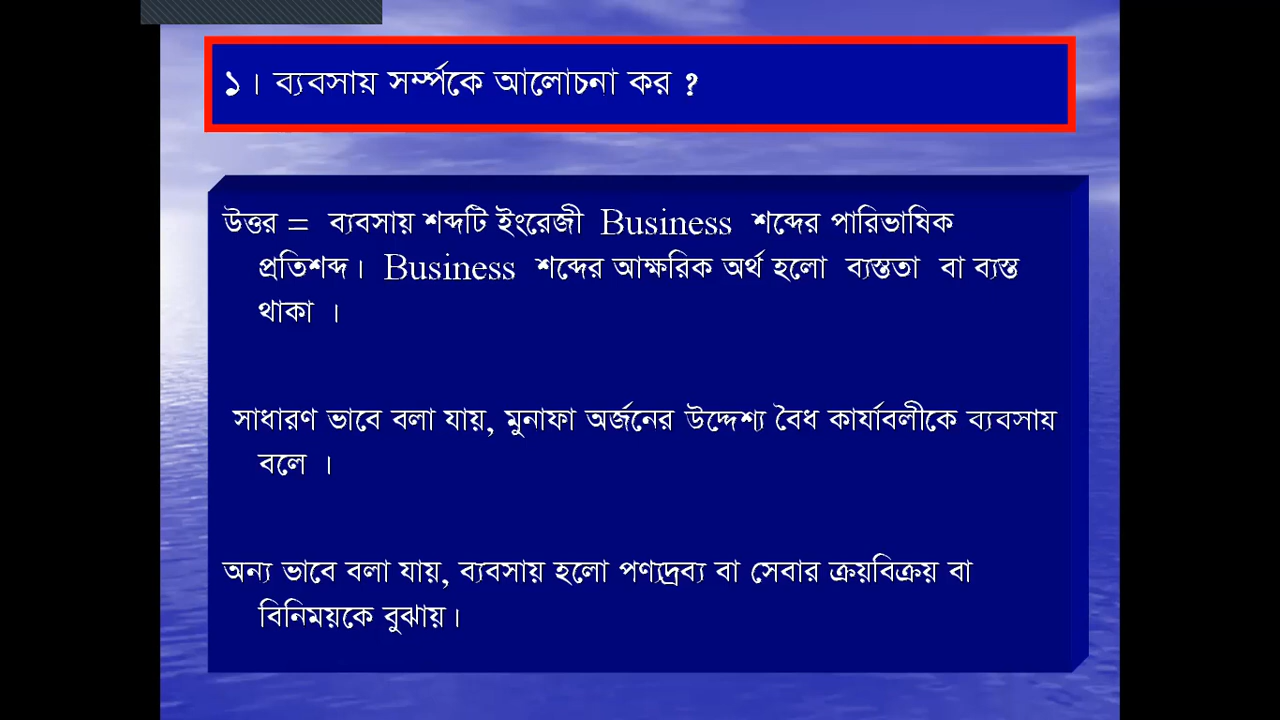 ১। ব্যবসায় সর্ম্পকে আলোচনা কর ?
উত্তর = ব্যবসায় শব্দটি ইংরেজী Business শব্দের পারিভাষিক
প্রতিশব্দ। Business শব্দের আক্ষরিক অর্থ হলো ব্যস্ততা বা ব্যস্ত
থাকা ।
সাধারণ ভাবে বলা যায়, মুনাফা অর্জনের উদ্দেশ্য বৈধ কার্যাবলীকে ব্যবসায়
বলে ।
অন্য ভাবে বলা যায়, ব্যবসায় হলো পণ্যদ্রব্য বা সেবার ক্রয়বিক্রয় বা
বিনিময়কে বুঝায়।